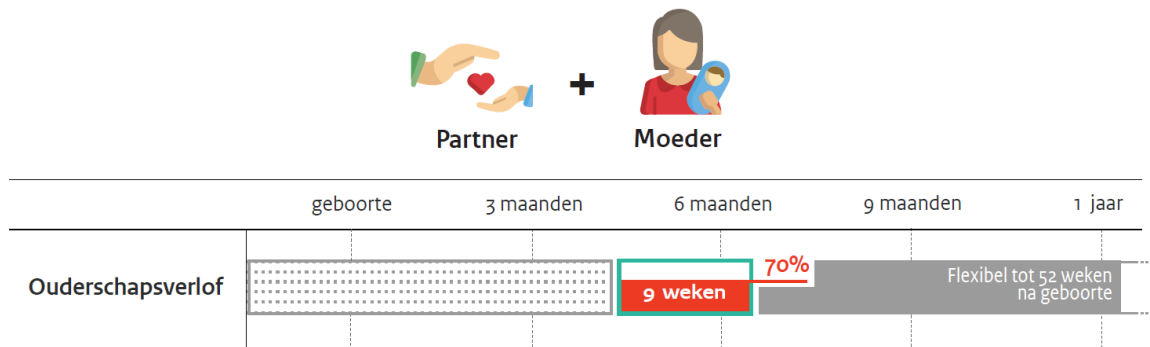 Partner + Moeder
geboorte 3 maanden 6 maanden 9 maanden 1 jaar
Ouderschapsverlof
9 weken
70%
Flexibel tot 52 weken
na geboorte